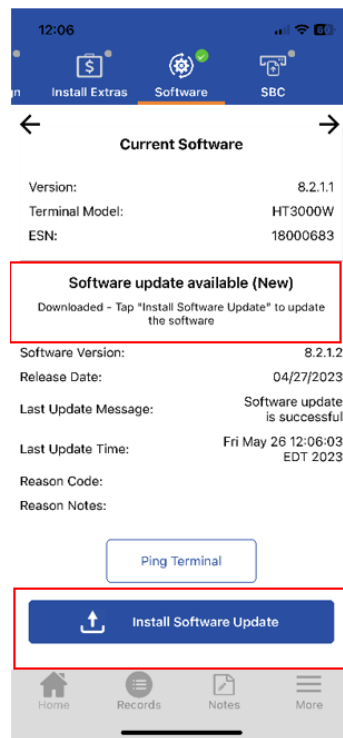 12:06
Install Extras
Software
SBC
Current Software
Version: 8.2.1.1
Terminal Model: HT3000W
ESN: 18000683
Software update available (New)
Downloaded - Tap "Install Software Update" to update
the software
Software Version: 8.2.1.2
Release Date: 04/27/2023
Last Update Message: Software update
is successful
Last Update Time: Fri May 26 12:06:03
EDT 2023
Reason Code:
Reason Notes:
Ping Terminal
Install Software Update
Home
Records
Notes
More